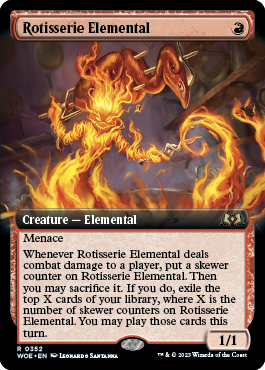 Rotisserie Elemental
Creature — Elemental
Menace
Whenever Rotisserie Elemental deals
combat damage to a player, put a skewer
counter on Rotisserie Elemental. Then
you may sacrifice it. If you do, exile the
top X cards of your library, where X is
the number of skewer counters on Rotisserie
Elemental. You may play those cards this
turn.
1/1
R 0352
WOE • EN Leonardo Santanna
™ & © 2023 Wizards of the Coast